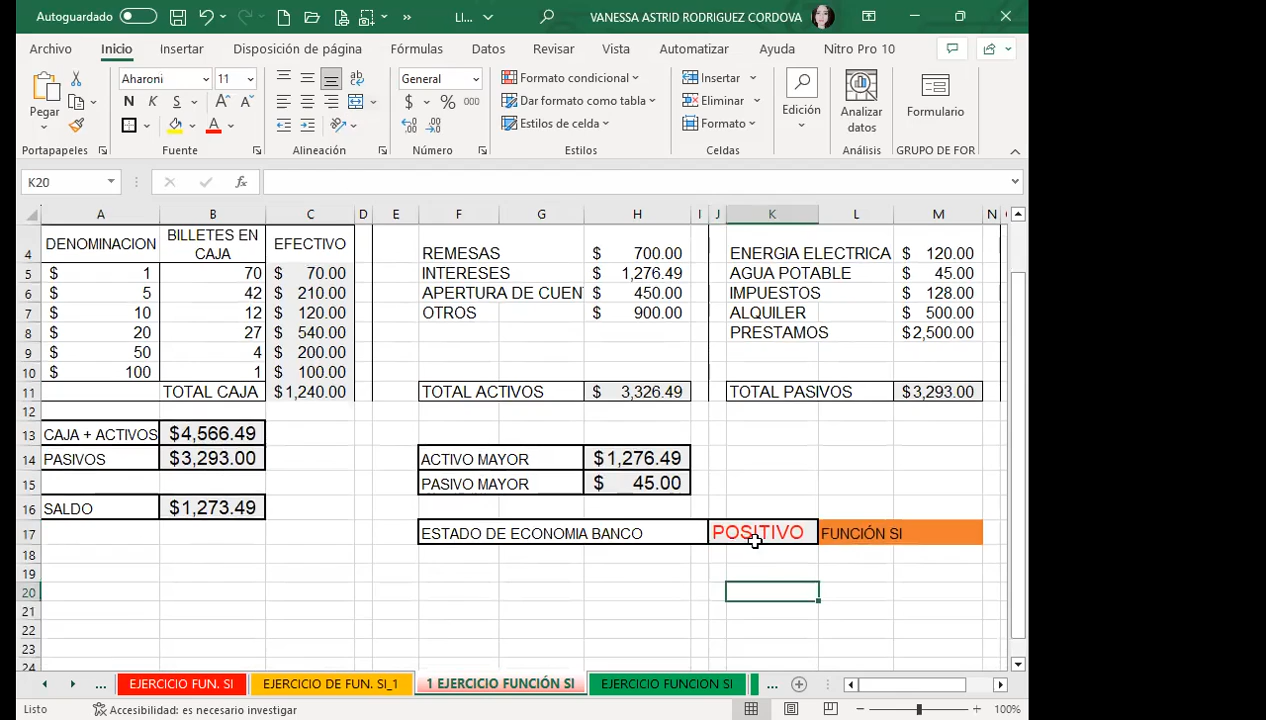 Autoguardado
LI...
VANESSA ASTRID RODRIGUEZ CORDOVA
Archivo Inicio Insertar Disposición de página Fórmulas Datos Revisar Vista Automatizar Ayuda Nitro Pro 10
Pegar
Aharoni 11
N K S A A
A
ab
General
$ % 000
Formato condicional
Dar formato como tabla
Estilos de celda
Insertar
Eliminar
Formato
Edición
Analizar datos
Formulario
Portapapeles Fuente Alineación Número Estilos Celdas Análisis GRUPO DE FOR
K20 fx
A B C D E F G H I J K L M N
4 DENOMINACION BILLETES EN CAJA EFECTIVO REMESAS $ 700.00 ENERGIA ELECTRICA $ 120.00
5 $ 1 70 $ 70.00 INTERESES $ 1,276.49 AGUA POTABLE $ 45.00
6 $ 5 42 $ 210.00 APERTURA DE CUEN $ 450.00 IMPUESTOS $ 128.00
7 $ 10 12 $ 120.00 OTROS $ 900.00 ALQUILER $ 500.00
8 $ 20 27 $ 540.00 PRESTAMOS $2,500.00
9 $ 50 4 $ 200.00
10 $ 100 1 $ 100.00
11 TOTAL CAJA $1,240.00 TOTAL ACTIVOS $ 3,326.49 TOTAL PASIVOS $3,293.00
12
13 CAJA + ACTIVOS $4,566.49
14 PASIVOS $3,293.00 ACTIVO MAYOR $1,276.49
15 PASIVO MAYOR $ 45.00
16 SALDO $1,273.49
17 ESTADO DE ECONOMIA BANCO POSITIVO FUNCIÓN SI
18
19
20
21
22
23
24
... EJERCICIO FUN. SI EJERCICIO DE FUN. SI_1 1 EJERCICIO FUNCIÓN SI EJERCICIO FUNCION SI ...
Listo Accesibilidad: es necesario investigar 100%